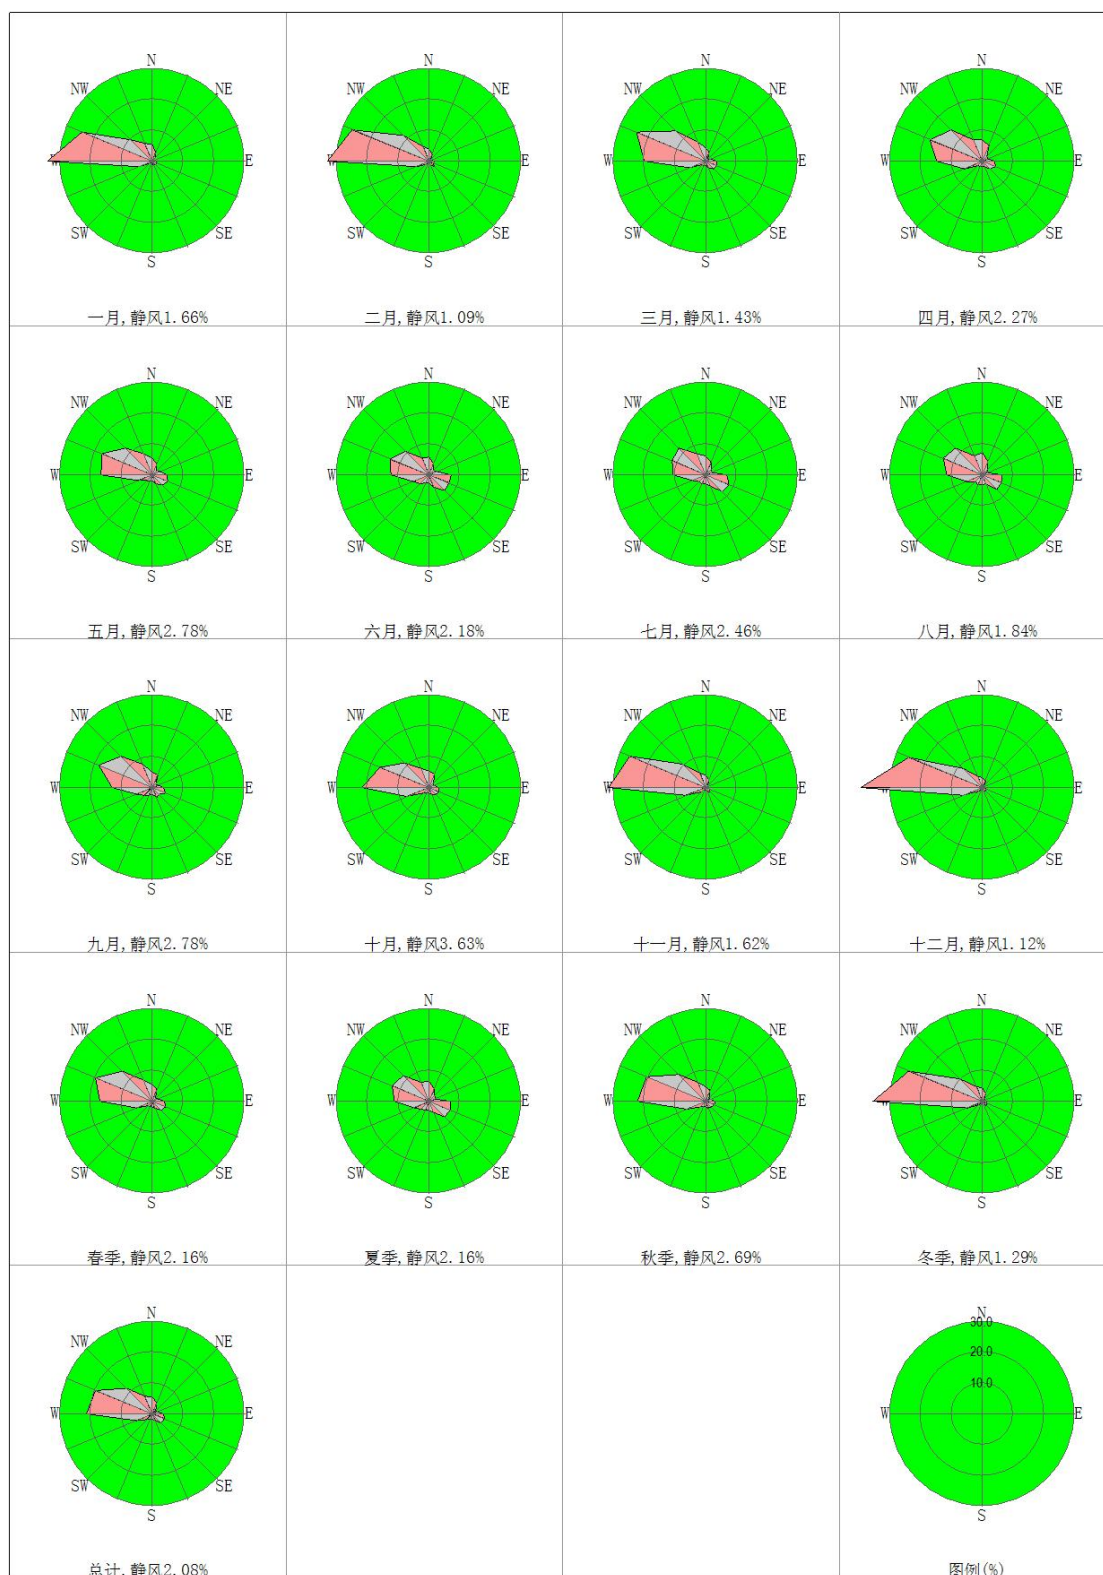 N
NW NE
W E
SW SE
S
一月,静风1.66%
N
NW NE
W E
SW SE
S
二月,静风1.09%
N
NW NE
W E
SW SE
S
三月,静风1.43%
N
NW NE
W E
SW SE
S
四月,静风2.27%
N
NW NE
W E
SW SE
S
五月,静风2.78%
N
NW NE
W E
SW SE
S
六月,静风2.18%
N
NW NE
W E
SW SE
S
七月,静风2.46%
N
NW NE
W E
SW SE
S
八月,静风1.84%
N
NW NE
W E
SW SE
S
九月,静风2.78%
N
NW NE
W E
SW SE
S
十月,静风3.63%
N
NW NE
W E
SW SE
S
十一月,静风1.62%
N
NW NE
W E
SW SE
S
十二月,静风1.12%
N
NW NE
W E
SW SE
S
春季,静风2.16%
N
NW NE
W E
SW SE
S
夏季,静风2.16%
N
NW NE
W E
SW SE
S
秋季,静风2.69%
N
NW NE
W E
SW SE
S
冬季,静风1.29%
N
NW NE
W E
SW SE
S
总计,静风2.08%
N
30.0
20.0
10.0
W E
S
图例(%)